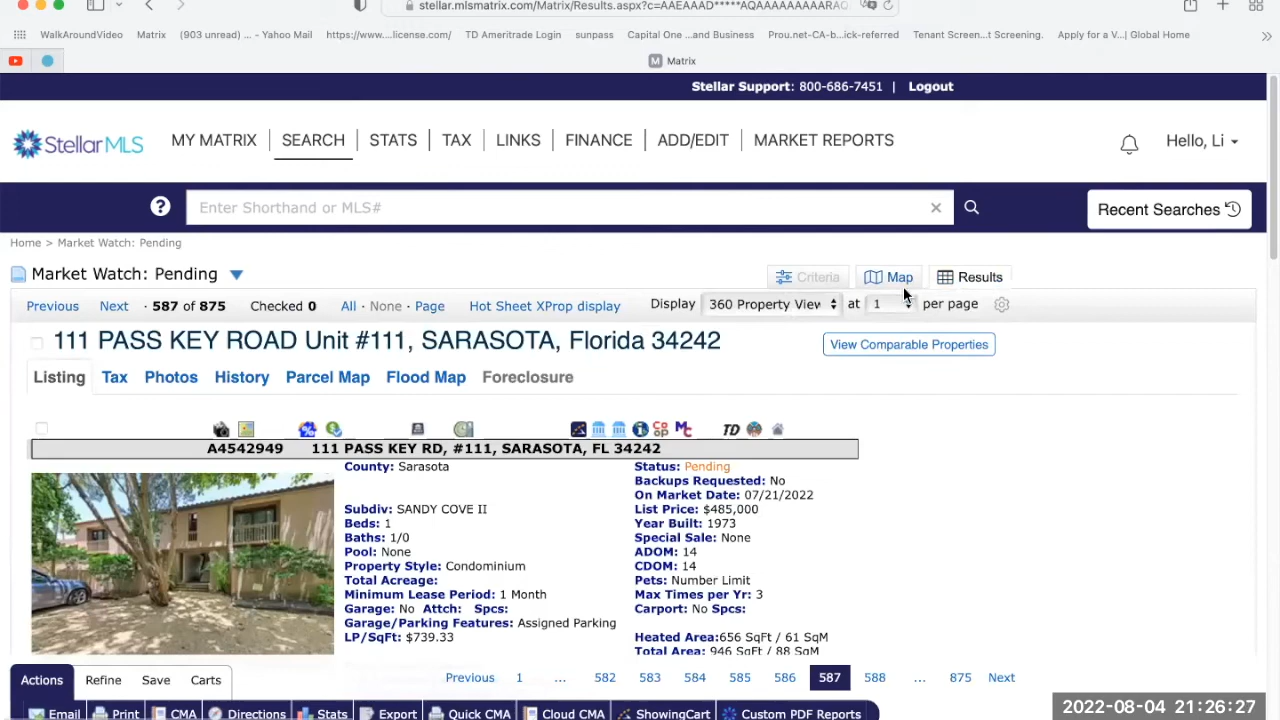 stellar.mlsmatrix.com/Matrix/Results.aspx?c=AAEAAAD*****AQAAAAAAAAARAQ
WalkAroundVideo Matrix (903 unread) ... - Yahoo Mail https://www....license.com/ TD Ameritrade Login sunpass Capital One ...and Business Prou.net-CA-b...ick-referred Tenant Screen...t Screening. Apply for a V...| Global Home
M Matrix
Stellar Support: 800-686-7451 | Logout
StellarMLS MY MATRIX SEARCH STATS TAX LINKS FINANCE ADD/EDIT MARKET REPORTS Hello, Li
? Enter Shorthand or MLS# Recent Searches
Home > Market Watch: Pending
Market Watch: Pending Criteria Map Results
Previous Next · 587 of 875 Checked 0 All · None · Page Hot Sheet XProp display Display 360 Property View at 1 per page
111 PASS KEY ROAD Unit #111, SARASOTA, Florida 34242 View Comparable Properties
Listing Tax Photos History Parcel Map Flood Map Foreclosure
TD
A4542949 111 PASS KEY RD, #111, SARASOTA, FL 34242
County: Sarasota Status: Pending
Backups Requested: No
On Market Date: 07/21/2022
Subdiv: SANDY COVE II List Price: $485,000
Beds: 1 Year Built: 1973
Baths: 1/0 Special Sale: None
Pool: None ADOM: 14
Property Style: Condominium CDOM: 14
Total Acreage: Pets: Number Limit
Minimum Lease Period: 1 Month Max Times per Yr: 3
Garage: No Attch: Spcs: Carport: No Spcs:
Garage/Parking Features: Assigned Parking
LP/SqFt: $739.33 Heated Area:656 SqFt / 61 SqM
Total Area: 946 SqFt / 88 SqM
Actions Refine Save Carts Previous 1 ... 582 583 584 585 586 587 588 ... 875 Next
Email Print CMA Directions Stats Export Quick CMA Cloud CMA ShowingCart Custom PDF Reports
2022-08-04 21:26:27